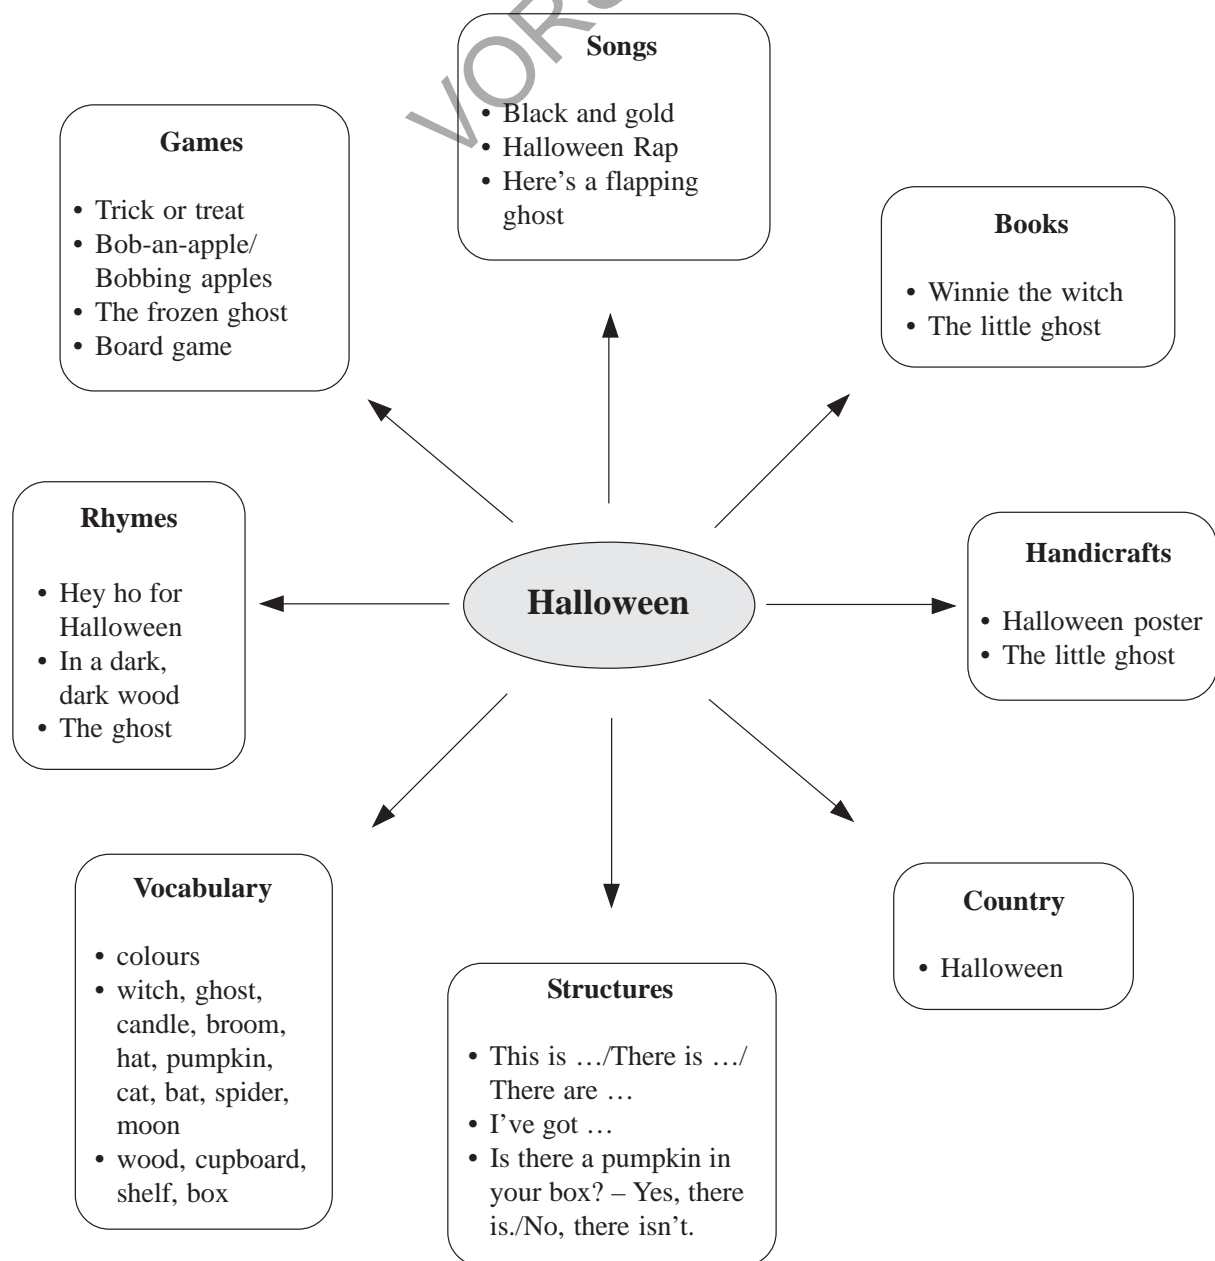 Songs
• Black and gold
• Halloween Rap
• Here's a flapping
ghost
Games
• Trick or treat
• Bob-an-apple/
Bobbing apples
• The frozen ghost
• Board game
Books
• Winnie the witch
• The little ghost
Rhymes
• Hey ho for
Halloween
• In a dark,
dark wood
• The ghost
Halloween
Handicrafts
• Halloween poster
• The little ghost
Vocabulary
• colours
• witch, ghost,
candle, broom,
hat, pumpkin,
cat, bat, spider,
moon
• wood, cupboard,
shelf, box
Structures
• This is …/There is …/
There are …
• I've got …
• Is there a pumpkin in
your box? – Yes, there
is./No, there isn't.
Country
• Halloween